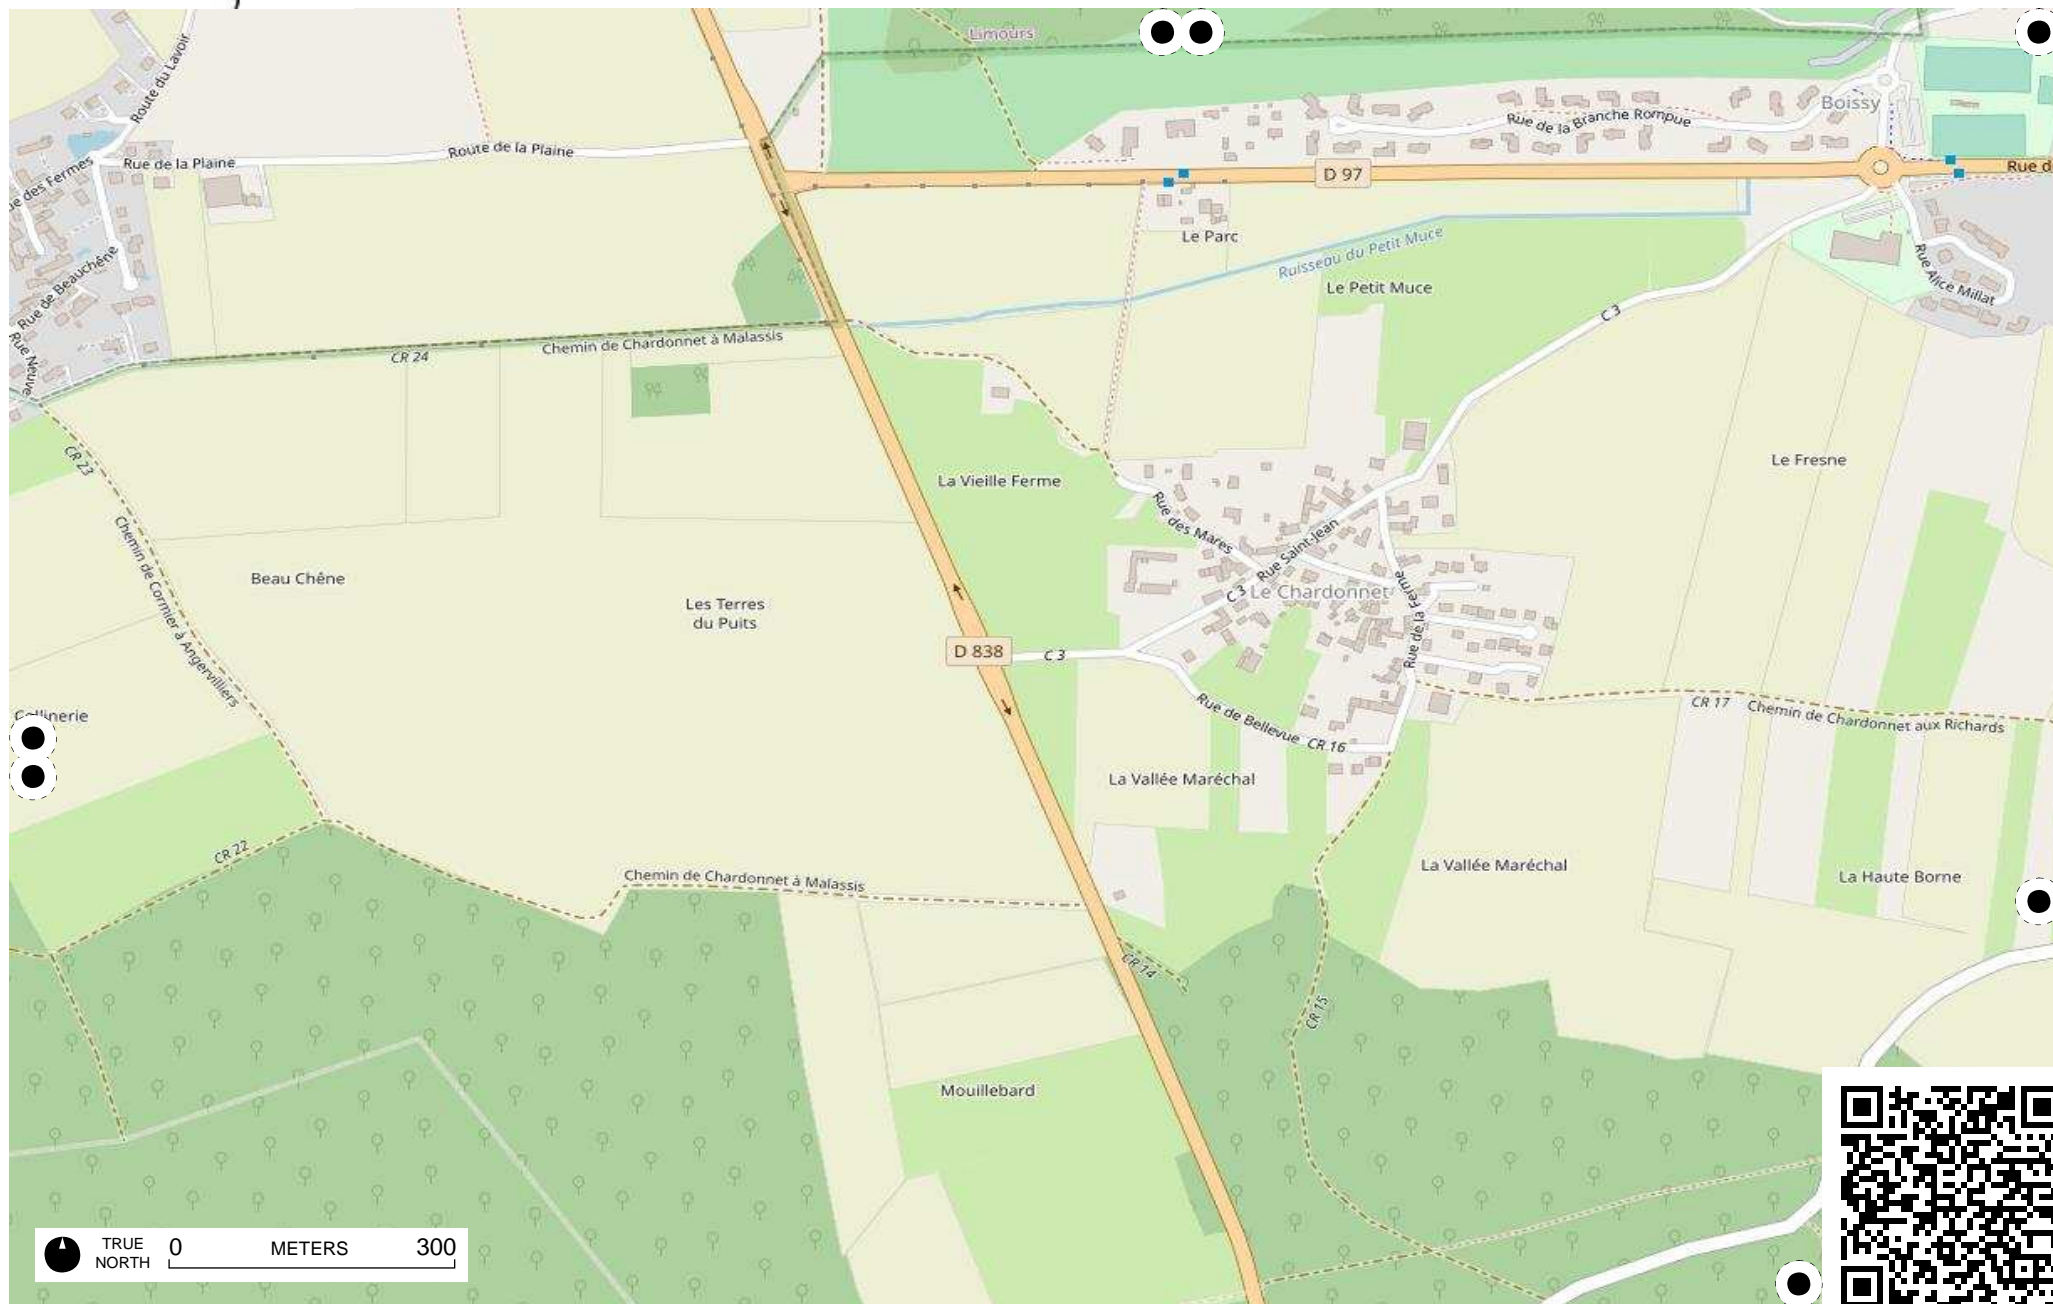 Limours
Route du Lavoir
Boissy
Rue de la Branche Rompue
Route de la Plaine
Rue de la Plaine
D 97
Rue d
ue des Fermes
Le Parc
Ruisseau du Petit Muce
Rue Alice Millat
Rue de Beauchêne
Le Petit Muce
C 3
Rue Neuve
CR 24
Chemin de Chardonnet à Malassis
CR 23
Le Fresne
La Vieille Ferme
Rue des Mares
Rue Saint-Jean
Chemin de Cormier à Angervilliers
Beau Chêne
Les Terres
du Puits
C 3
Le Chardonnet
Rue de la Ferme
D 838
C 3
Rue de Bellevue
CR 16
CR 17
Chemin de Chardonnet aux Richards
La Vallée Maréchal
CR 22
Chemin de Chardonnet à Malassis
La Vallée Maréchal
La Haute Borne
CR 14
CR 15
Mouillebard
TRUE
NORTH
0
METERS
300